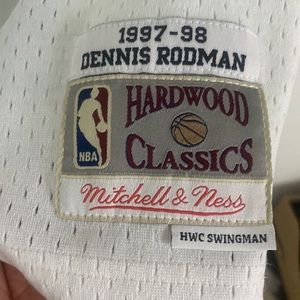 1997-98
DENNIS RODMAN
HARDWOOD
CLASSICS
NBA
Mitchell & Ness
HWC SWINGMAN